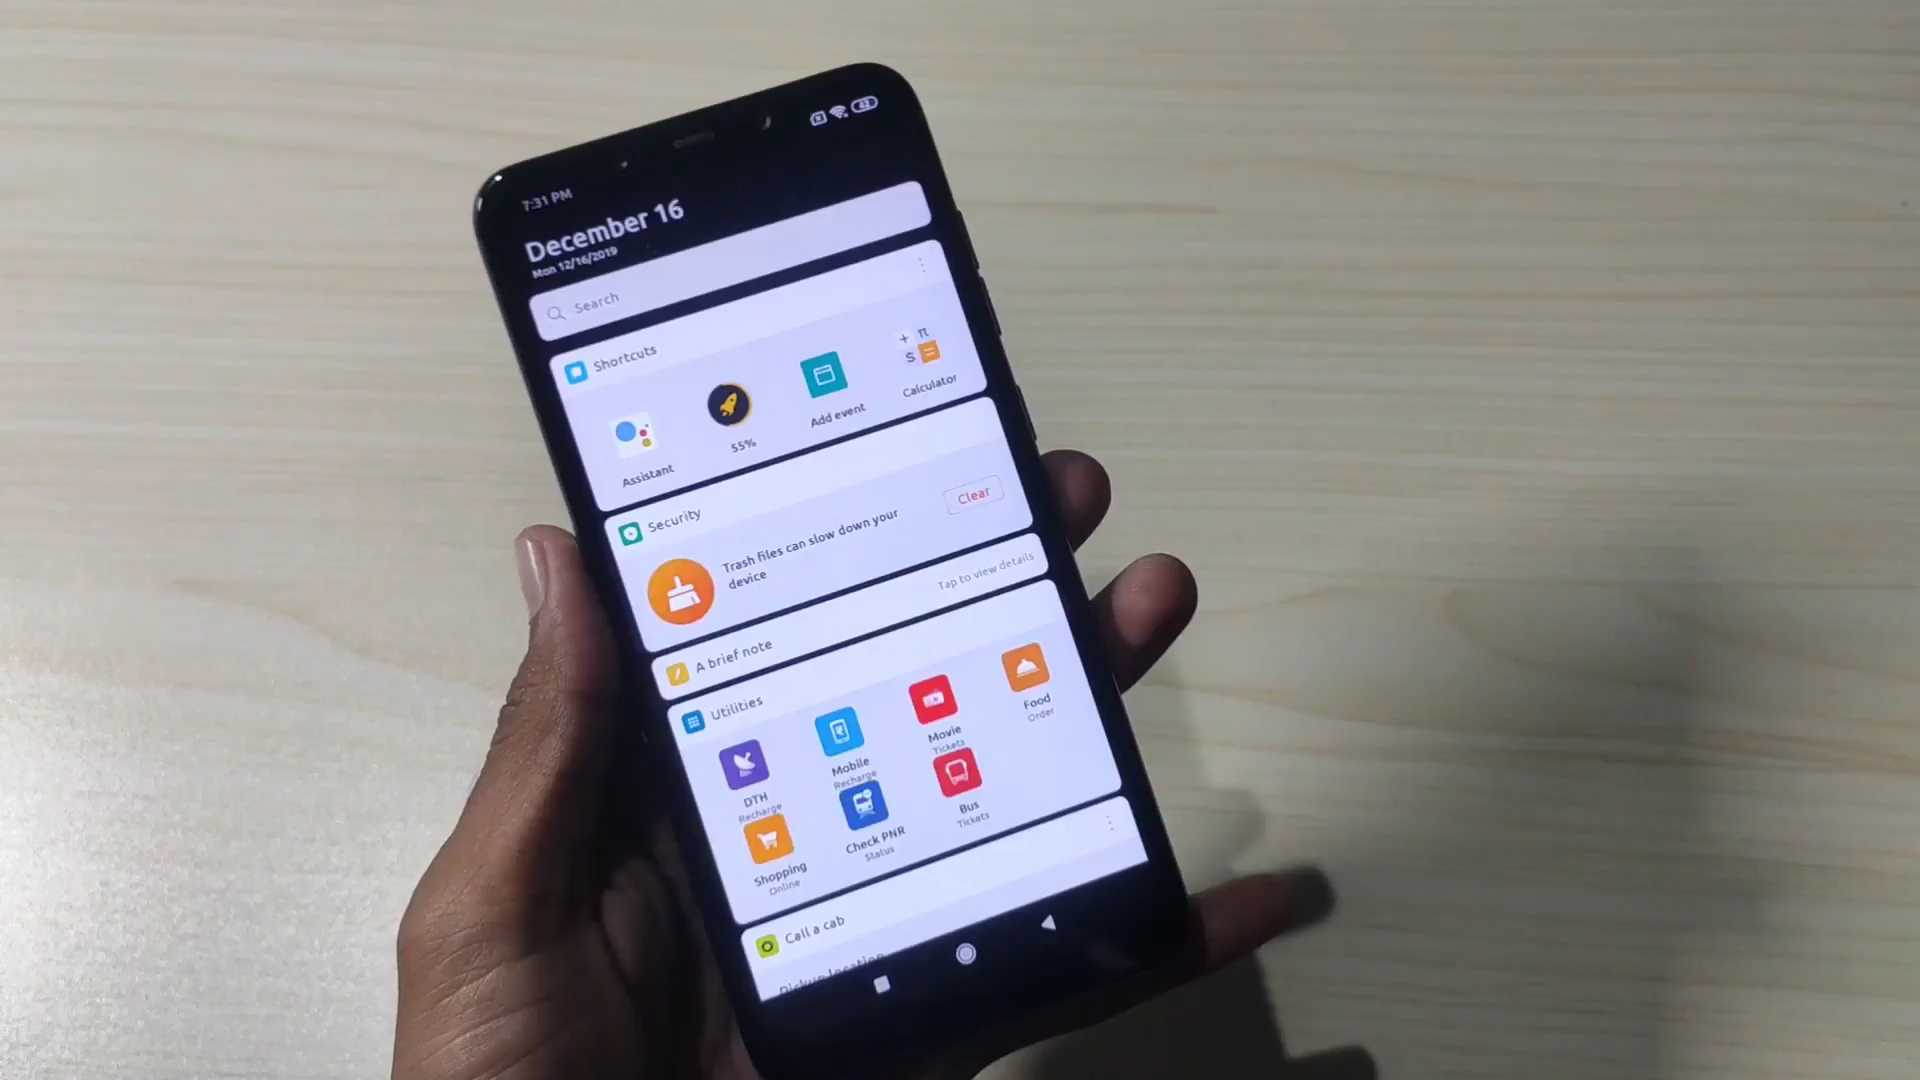 42
7:31 PM
December 16
Mon 12/16/2019
Search
Shortcuts
Assistant
55%
Add event
Calculator
Security
Trash files can slow down your
device
Clear
A brief note
Tap to view details
Utilities
DTH
Recharge
Mobile
Recharge
Movie
Tickets
Food
Order
Shopping
Online
Check PNR
Status
Bus
Tickets
Call a cab
Pickup location